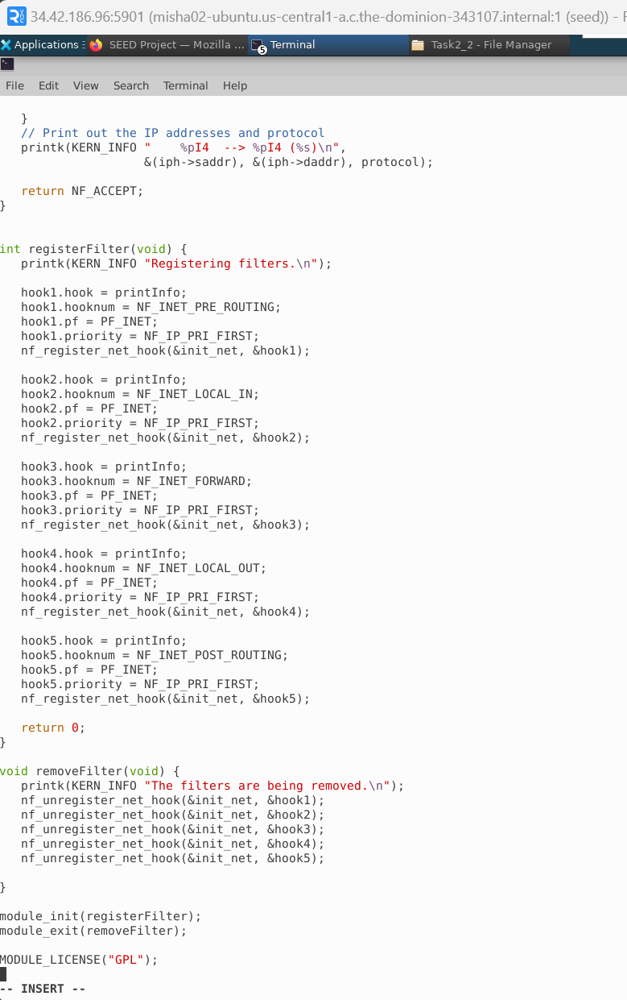 34.42.186.96:5901 (misha02-ubuntu.us-central1-a.c.the-dominion-343107.internal:1 (seed)) -
Applications SEED Project — Mozilla ... 5 Terminal Task2_2 - File Manager
File Edit View Search Terminal Help
   }
   // Print out the IP addresses and protocol
   printk(KERN_INFO "    %pI4  --> %pI4 (%s)\n",
                    &(iph->saddr), &(iph->daddr), protocol);

   return NF_ACCEPT;
}


int registerFilter(void) {
   printk(KERN_INFO "Registering filters.\n");

   hook1.hook = printInfo;
   hook1.hooknum = NF_INET_PRE_ROUTING;
   hook1.pf = PF_INET;
   hook1.priority = NF_IP_PRI_FIRST;
   nf_register_net_hook(&init_net, &hook1);

   hook2.hook = printInfo;
   hook2.hooknum = NF_INET_LOCAL_IN;
   hook2.pf = PF_INET;
   hook2.priority = NF_IP_PRI_FIRST;
   nf_register_net_hook(&init_net, &hook2);

   hook3.hook = printInfo;
   hook3.hooknum = NF_INET_FORWARD;
   hook3.pf = PF_INET;
   hook3.priority = NF_IP_PRI_FIRST;
   nf_register_net_hook(&init_net, &hook3);

   hook4.hook = printInfo;
   hook4.hooknum = NF_INET_LOCAL_OUT;
   hook4.pf = PF_INET;
   hook4.priority = NF_IP_PRI_FIRST;
   nf_register_net_hook(&init_net, &hook4);

   hook5.hook = printInfo;
   hook5.hooknum = NF_INET_POST_ROUTING;
   hook5.pf = PF_INET;
   hook5.priority = NF_IP_PRI_FIRST;
   nf_register_net_hook(&init_net, &hook5);

   return 0;
}

void removeFilter(void) {
   printk(KERN_INFO "The filters are being removed.\n");
   nf_unregister_net_hook(&init_net, &hook1);
   nf_unregister_net_hook(&init_net, &hook2);
   nf_unregister_net_hook(&init_net, &hook3);
   nf_unregister_net_hook(&init_net, &hook4);
   nf_unregister_net_hook(&init_net, &hook5);

}

module_init(registerFilter);
module_exit(removeFilter);

MODULE_LICENSE("GPL");

-- INSERT --